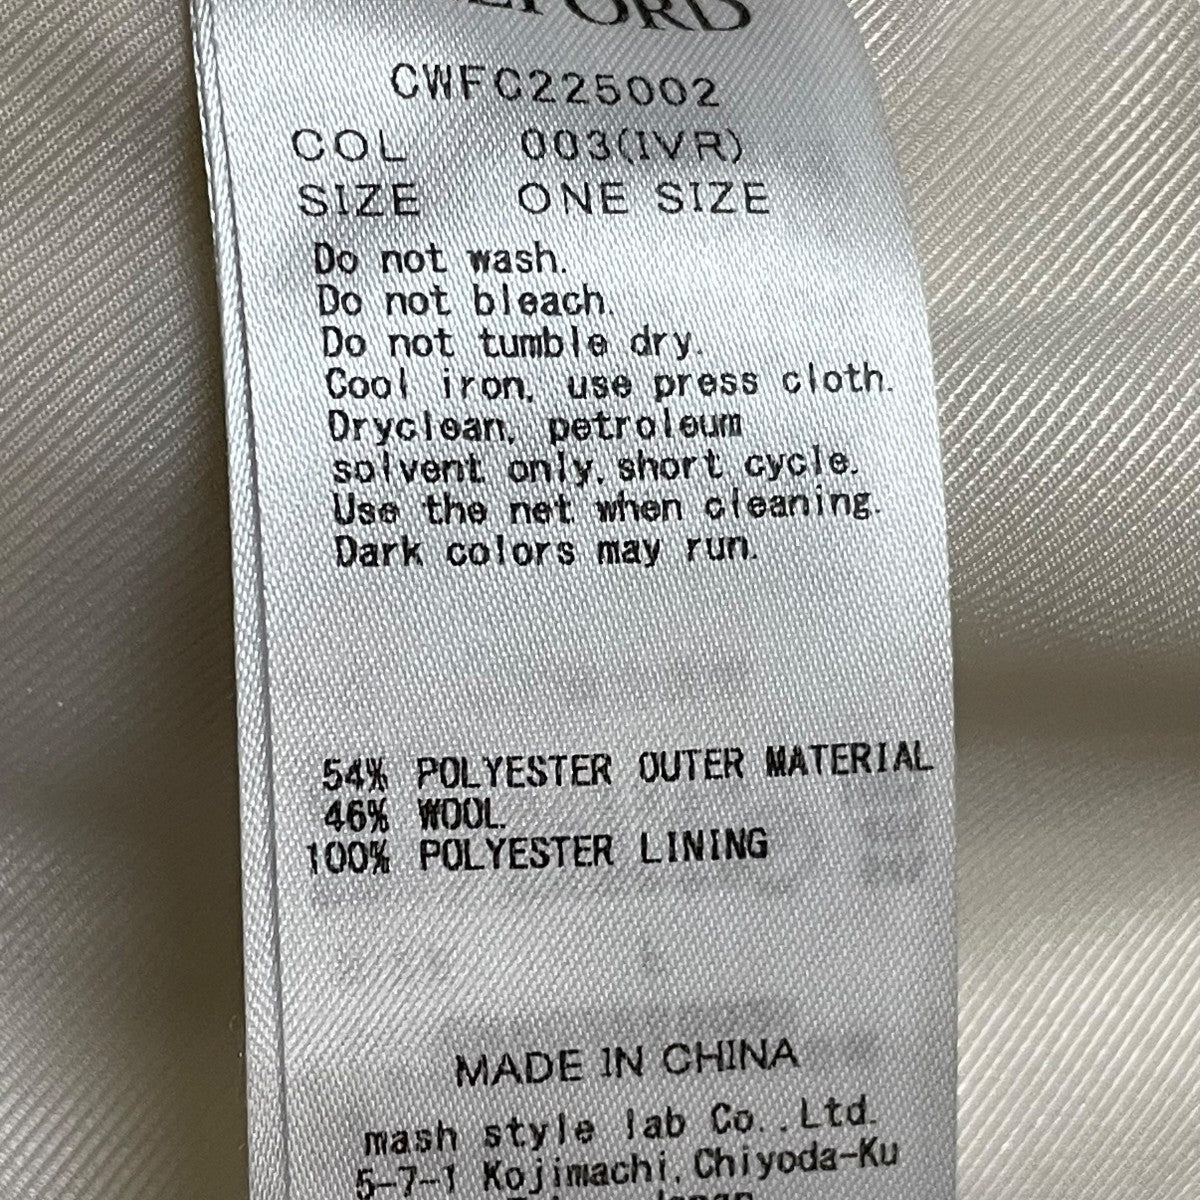 CWFC225002
COL 003(IVR)
SIZE ONE SIZE
Do not wash.
Do not bleach.
Do not tumble dry.
Cool iron, use press cloth.
Dryclean, petroleum
solvent only, short cycle.
Use the net when cleaning.
Dark colors may run.
54% POLYESTER OUTER MATERIAL
46% WOOL
100% POLYESTER LINING
MADE IN CHINA
mash style lab Co.,Ltd.
5-7-1 Kojimachi, Chiyoda-Ku